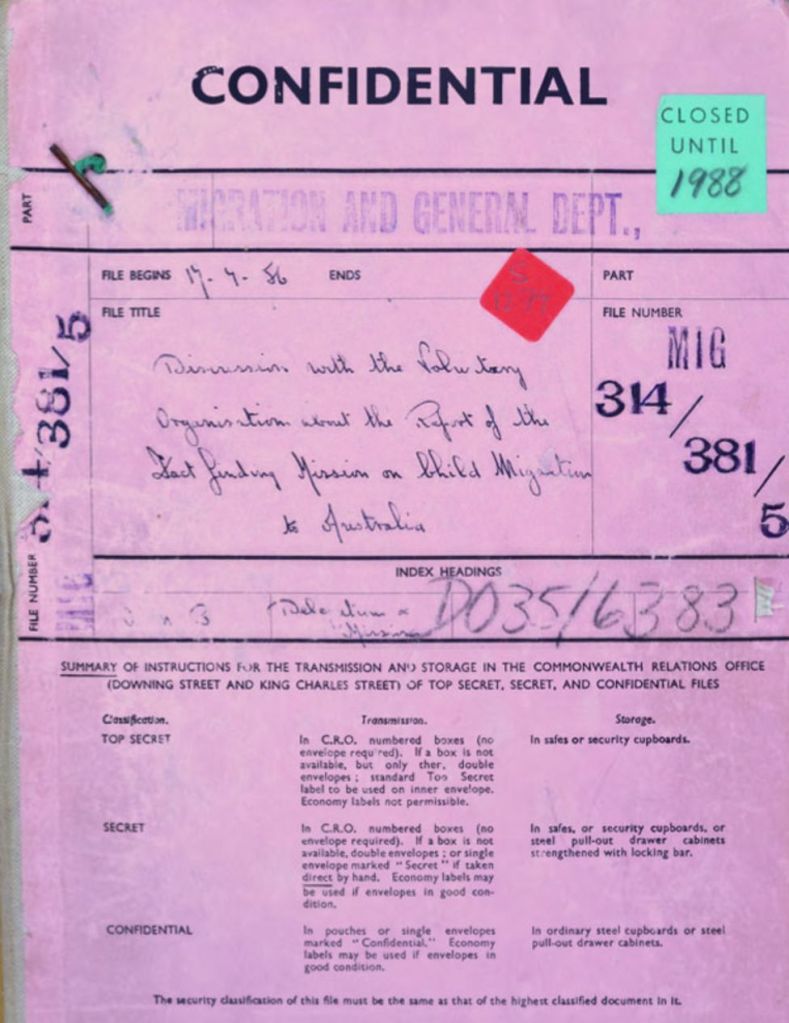 CONFIDENTIAL
CLOSED
UNTIL
1988
PART
MIGRATION AND GENERAL DEPT.,
FILE BEGINS 17-7-56 ENDS
PART
FILE TITLE
FILE NUMBER
MIG
314/
381/
5
Discussion with the Voluntary
Organisations about the Report of the
Fact finding Mission on Child Migration
to Australia
381/5
FILE NUMBER
MIG
INDEX HEADINGS
DO35/6383
SUMMARY OF INSTRUCTIONS FOR THE TRANSMISSION AND STORAGE IN THE COMMONWEALTH RELATIONS OFFICE
(DOWNING STREET AND KING CHARLES STREET) OF TOP SECRET, SECRET, AND CONFIDENTIAL FILES
Classification. Transmission. Storage.
TOP SECRET
In C.R.O. numbered boxes (no
envelope required). If a box is not
available, but only then, double
envelopes; standard Top Secret
label to be used on inner envelope.
Economy labels not permissible.
In safes or security cupboards.
SECRET
In C.R.O. numbered boxes (no
envelope required). If a box is not
available, double envelopes; or single
envelope marked "Secret" if taken
direct by hand. Economy labels may
be used if envelopes in good con-
dition.
In safes, or security cupboards, or
steel pull-out drawer cabinets
strengthened with locking bar.
CONFIDENTIAL
In pouches or single envelopes
marked "Confidential." Economy
labels may be used if envelopes in
good condition.
In ordinary steel cupboards or steel
pull-out drawer cabinets.
The security classification of this file must be the same as that of the highest classified document in it.